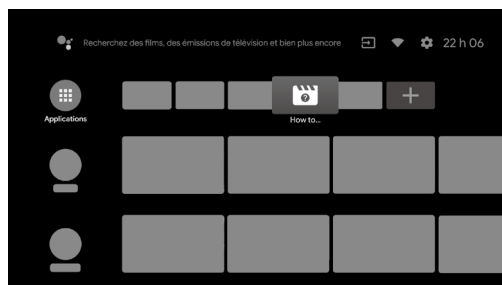 Recherchez des films, des émissions de télévision et bien plus encore
22 h 06
Applications
How to...